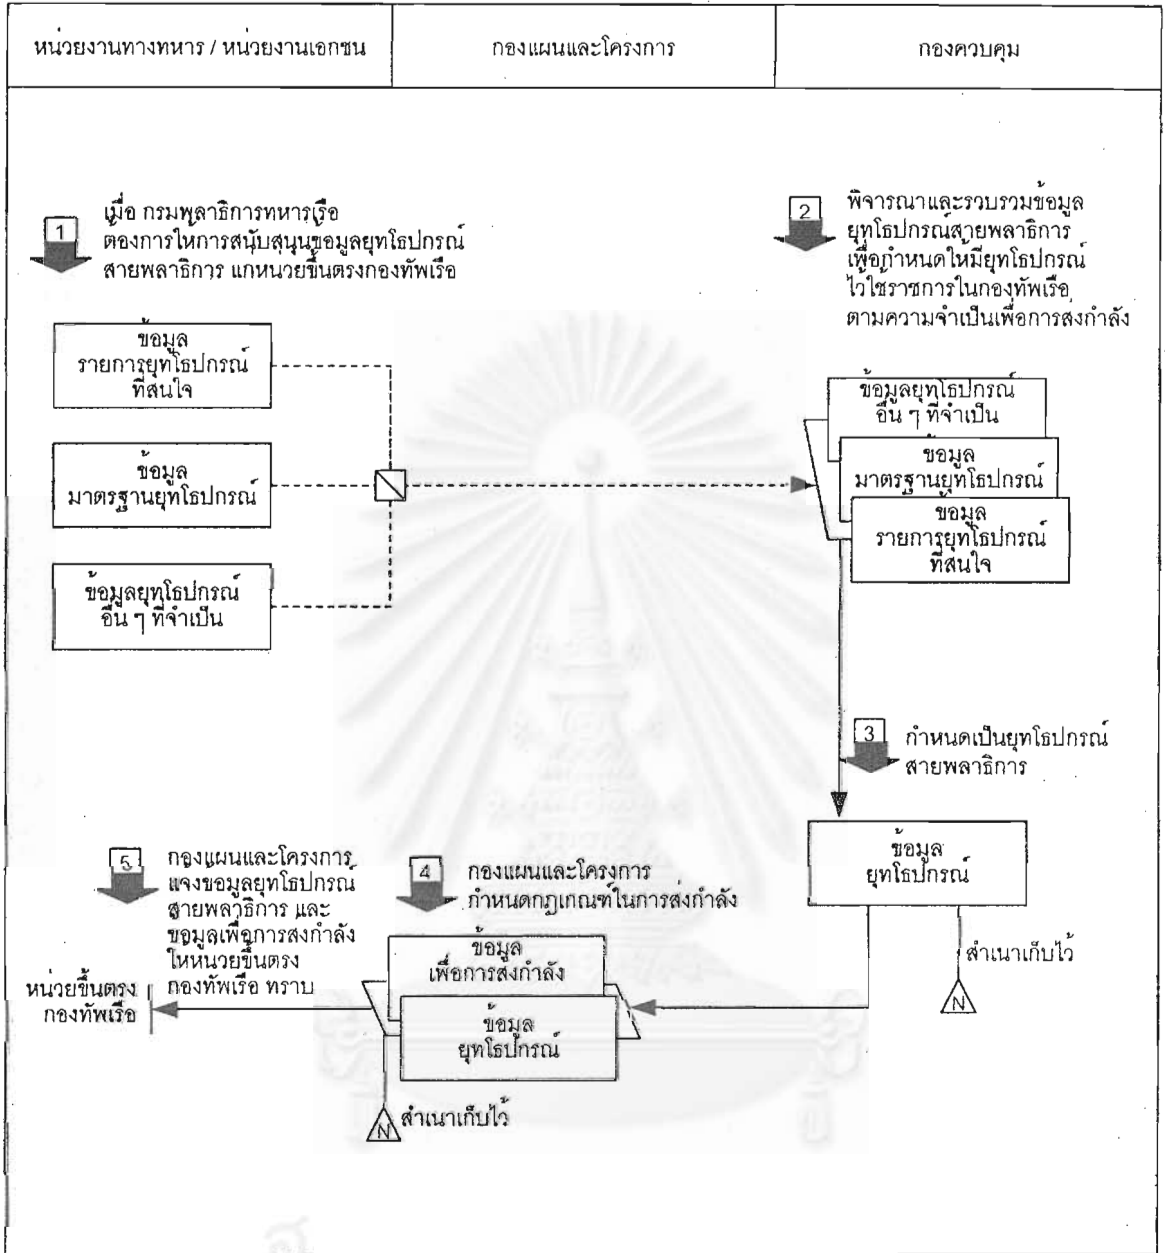 หน่วยงานทางทหาร / หน่วยงานเอกชน
กองแผนและโครงการ
กองควบคุม
1
เมื่อ กรมพลาธิการทหารเรือ
ต้องการให้การสนับสนุนข้อมูลยุทโธปกรณ์
สายพลาธิการ แก่หน่วยขึ้นตรงกองทัพเรือ
2
พิจารณาและรวบรวมข้อมูล
ยุทโธปกรณ์สายพลาธิการ
เพื่อกำหนดให้มียุทโธปกรณ์
ไว้ใช้ราชการในกองทัพเรือ
ตามความจำเป็นเพื่อการส่งกำลัง
ข้อมูล
รายการยุทโธปกรณ์
ที่สนใจ
ข้อมูล
มาตรฐานยุทโธปกรณ์
ข้อมูลยุทโธปกรณ์
อื่น ๆ ที่จำเป็น
ข้อมูลยุทโธปกรณ์
อื่น ๆ ที่จำเป็น
ข้อมูล
มาตรฐานยุทโธปกรณ์
ข้อมูล
รายการยุทโธปกรณ์
ที่สนใจ
3
กำหนดเป็นยุทโธปกรณ์
สายพลาธิการ
ข้อมูล
ยุทโธปกรณ์
สำเนาเก็บไว้
N
4
กองแผนและโครงการ
กำหนดกฎเกณฑ์ในการส่งกำลัง
ข้อมูล
เพื่อการส่งกำลัง
ข้อมูล
ยุทโธปกรณ์
สำเนาเก็บไว้
N
5
กองแผนและโครงการ
แจ้งข้อมูลยุทโธปกรณ์
สายพลาธิการ และ
ข้อมูลเพื่อการส่งกำลัง
ให้หน่วยขึ้นตรง
กองทัพเรือ ทราบ
หน่วยขึ้นตรง
กองทัพเรือ